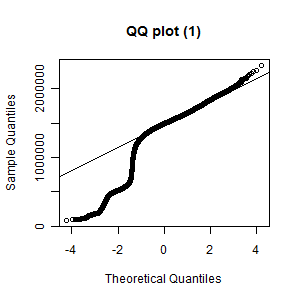 QQ plot (1)
Sample Quantiles
2000000
1000000
0
-4 -2 0 2 4
Theoretical Quantiles